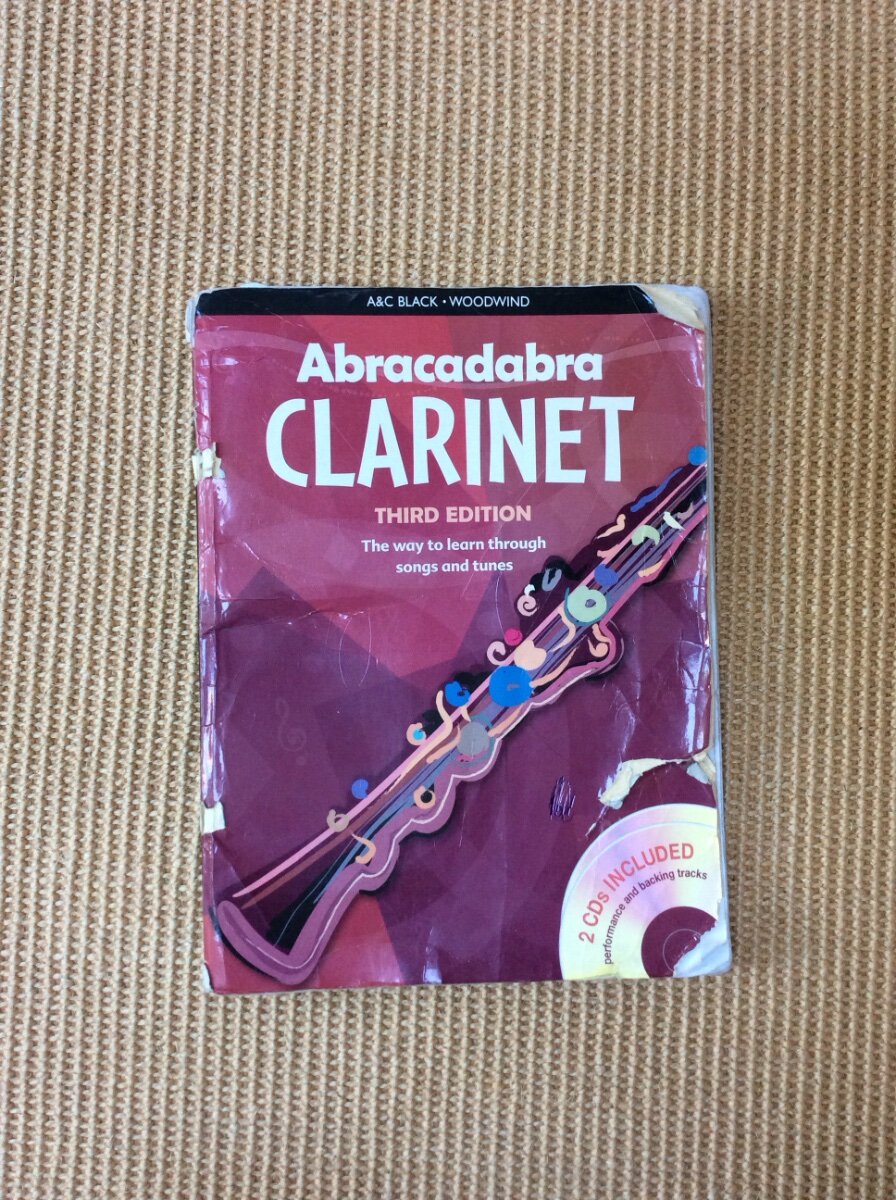 A&C BLACK • WOODWIND
Abracadabra
CLARINET
THIRD EDITION
The way to learn through
songs and tunes
2 CDs INCLUDED
performance and backing tracks